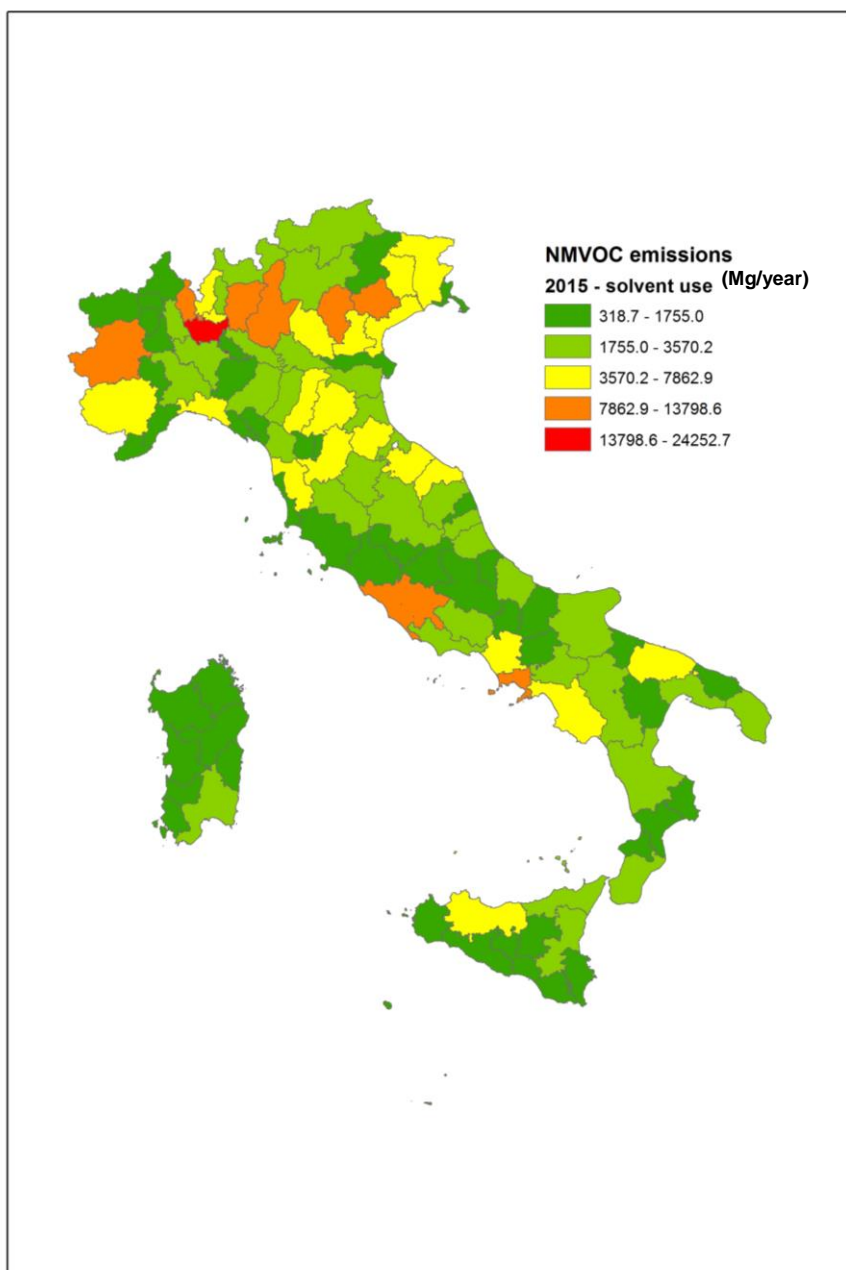 NMVOC emissions
2015 - solvent use (Mg/year)
318.7 - 1755.0
1755.0 - 3570.2
3570.2 - 7862.9
7862.9 - 13798.6
13798.6 - 24252.7